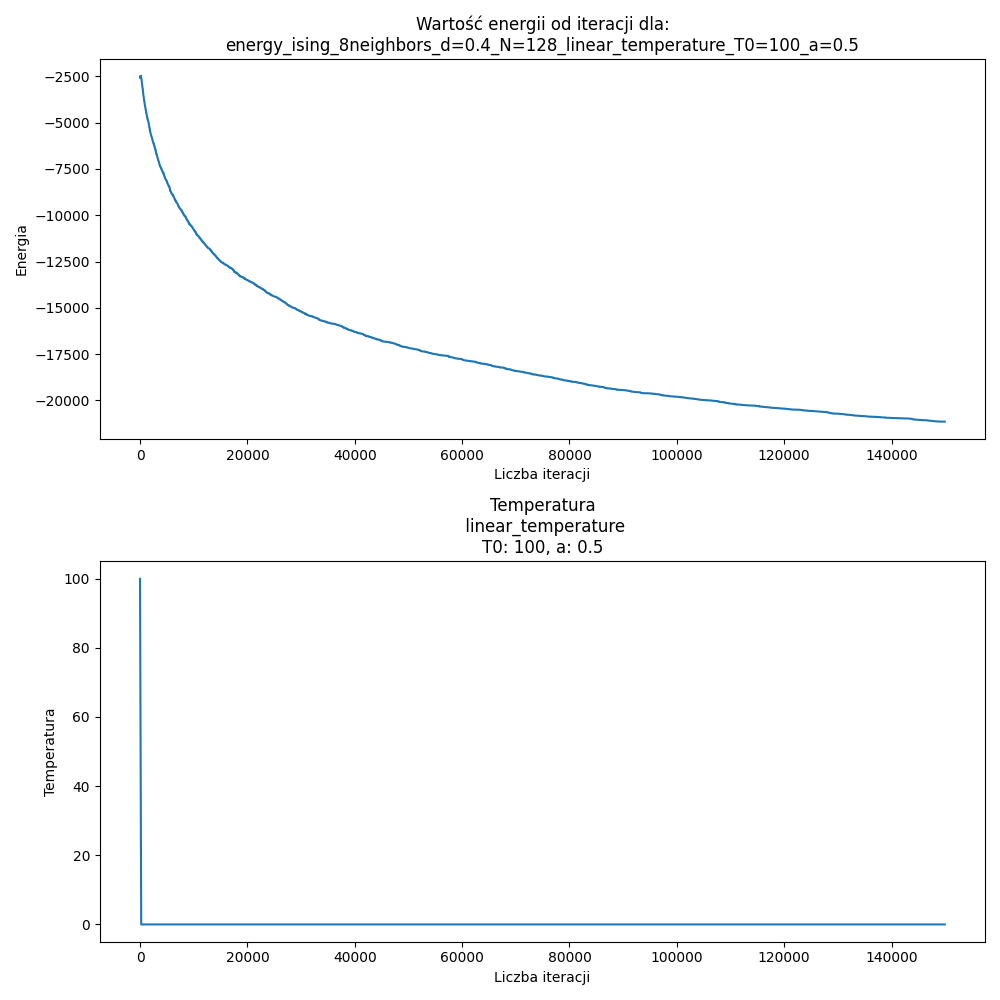 Wartość energii od iteracji dla:
energy_ising_8neighbors_d=0.4_N=128_linear_temperature_T0=100_a=0.5
−2500
−5000
−7500
−10000
−12500
−15000
−17500
−20000
Energia
0 20000 40000 60000 80000 100000 120000 140000
Liczba iteracji
Temperatura
linear_temperature
T0: 100, a: 0.5
100
80
60
40
20
0
Temperatura
0 20000 40000 60000 80000 100000 120000 140000
Liczba iteracji